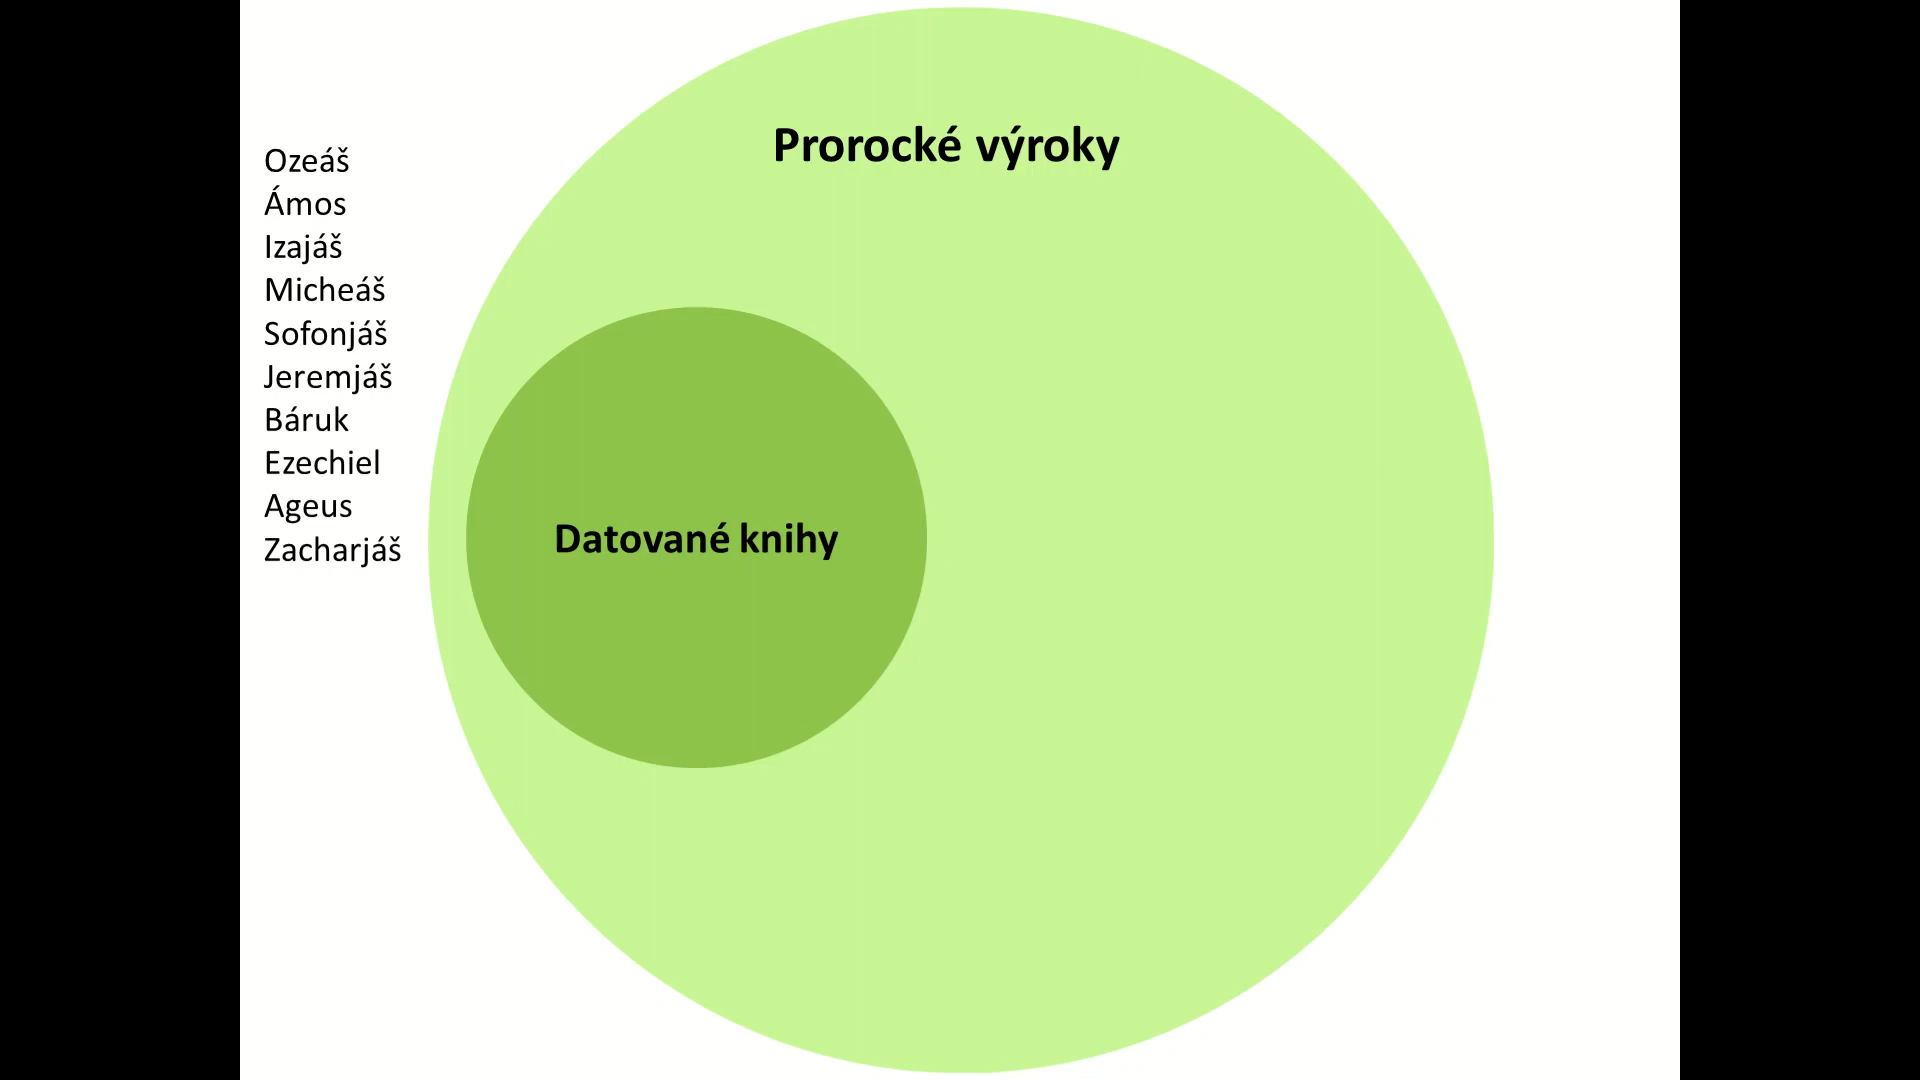 Prorocké výroky
Ozeáš
Ámos
Izajáš
Micheáš
Sofonjáš
Jeremjáš
Báruk
Ezechiel
Ageus
Zacharjáš
Datované knihy